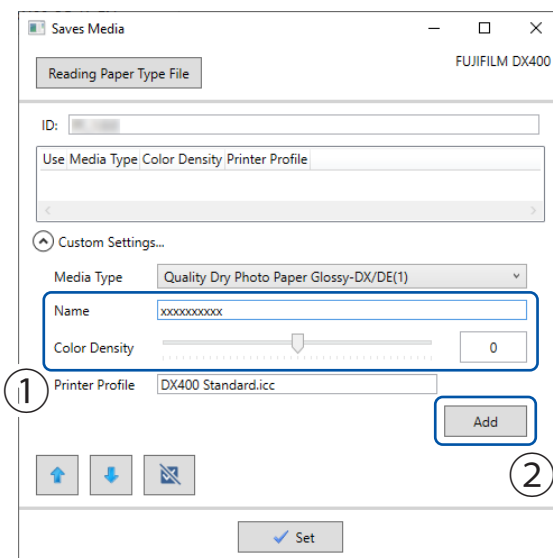 Saves Media
Reading Paper Type File
FUJIFILM DX400
ID:
Use Media Type Color Density Printer Profile
Custom Settings...
Media Type Quality Dry Photo Paper Glossy-DX/DE(1)
Name xxxxxxxxxx
Color Density 0
① Printer Profile DX400 Standard.icc
Add
②
Set